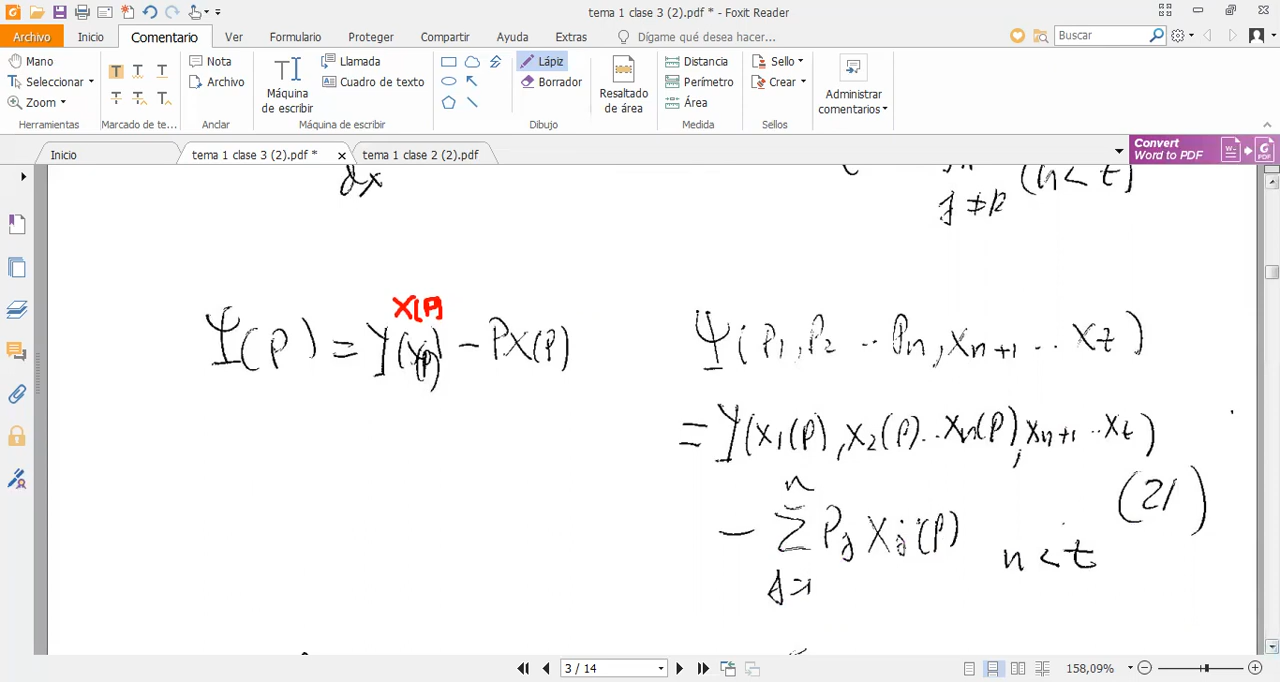 tema 1 clase 3 (2).pdf * - Foxit Reader
Archivo Inicio Comentario Ver Formulario Proteger Compartir Ayuda Extras Dígame qué desea hacer... Buscar
Mano Seleccionar Zoom
Herramientas
T T T T T T
Marcado de te...
Nota Archivo
Anclar
Máquina de escribir Llamada Cuadro de texto
Máquina de escribir
Lápiz Borrador
Dibujo
Resaltado de área Distancia Perímetro Área
Medida
Sello Crear
Sellos
Administrar comentarios
Inicio tema 1 clase 3 (2).pdf * tema 1 clase 2 (2).pdf
Convert Word to PDF
dx
(n < t)
j ≠ k
X(P)
Ψ(P) = Y(X(P)) - PX(P)
Ψ(P1, P2 .. Pn, Xn+1 .. Xt)
= Y(X1(P), X2(P) .. Xn(P), Xn+1 .. Xt)
- Σ Pj Xj(P) n < t (21)
n
j=1
3 / 14
158,09%